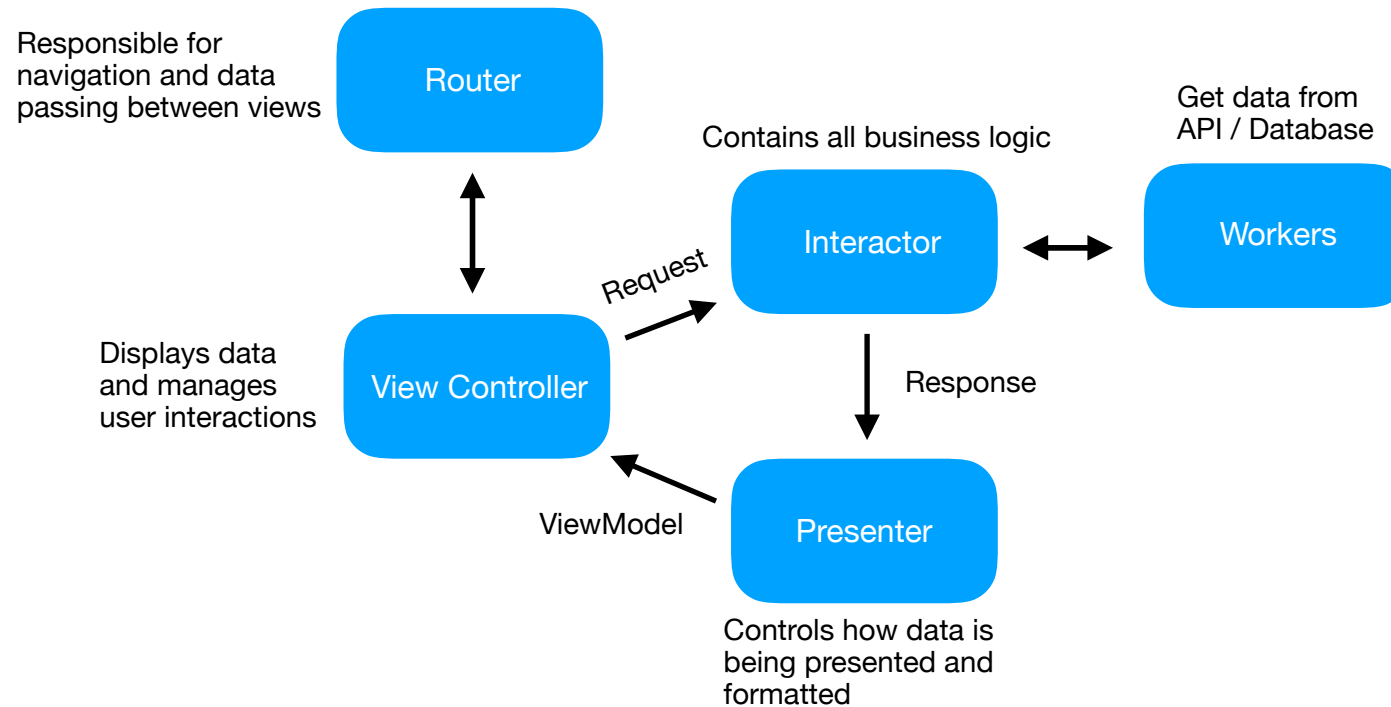 Responsible for
navigation and data
passing between views
Router
Get data from
API / Database
Contains all business logic
Interactor
Workers
Request
Displays data
and manages
user interactions
View Controller
Response
ViewModel
Presenter
Controls how data is
being presented and
formatted